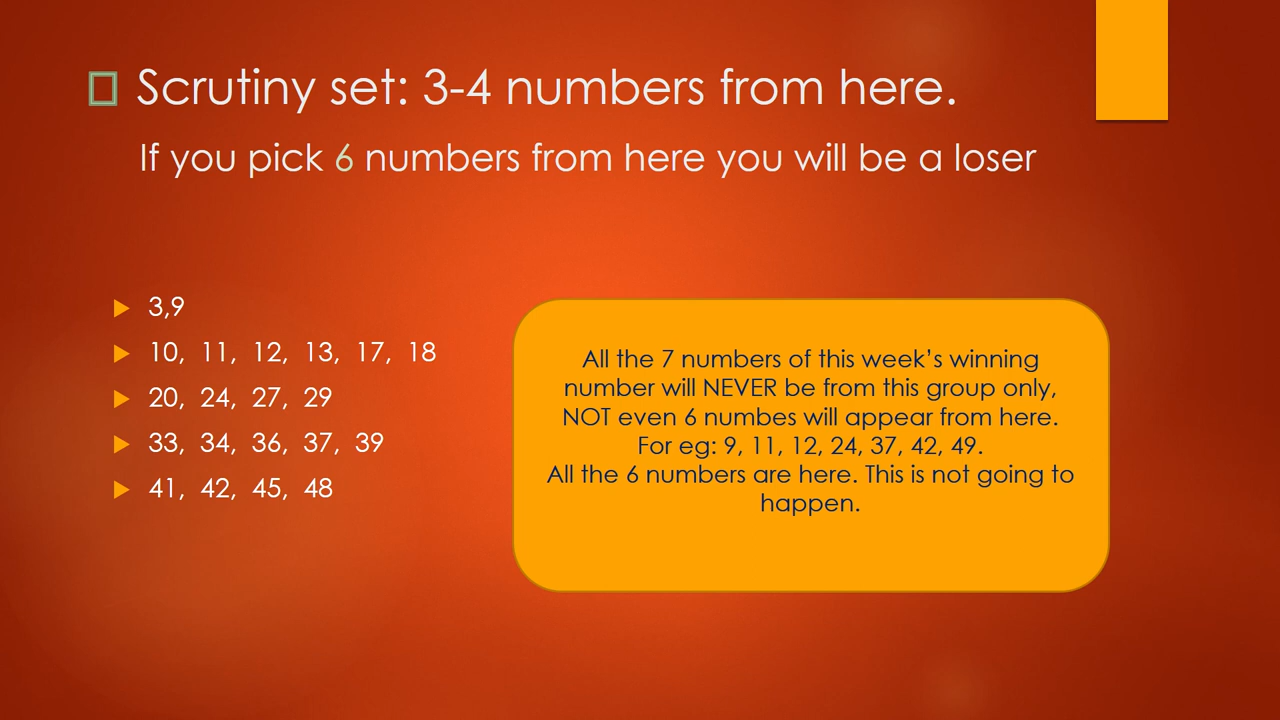 Scrutiny set: 3-4 numbers from here.
If you pick 6 numbers from here you will be a loser
3,9
10, 11, 12, 13, 17, 18
20, 24, 27, 29
33, 34, 36, 37, 39
41, 42, 45, 48
All the 7 numbers of this week's winning
number will NEVER be from this group only,
NOT even 6 numbes will appear from here.
For eg: 9, 11, 12, 24, 37, 42, 49.
All the 6 numbers are here. This is not going to
happen.